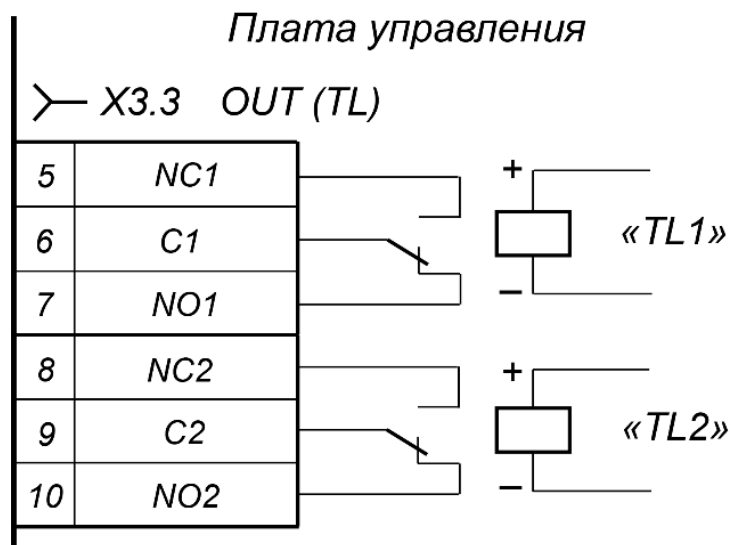 Плата управления
X3.3 OUT (TL)
5 NC1
+
6 C1
«TL1»
7 NO1
–
8 NC2
+
9 C2
«TL2»
10 NO2
–